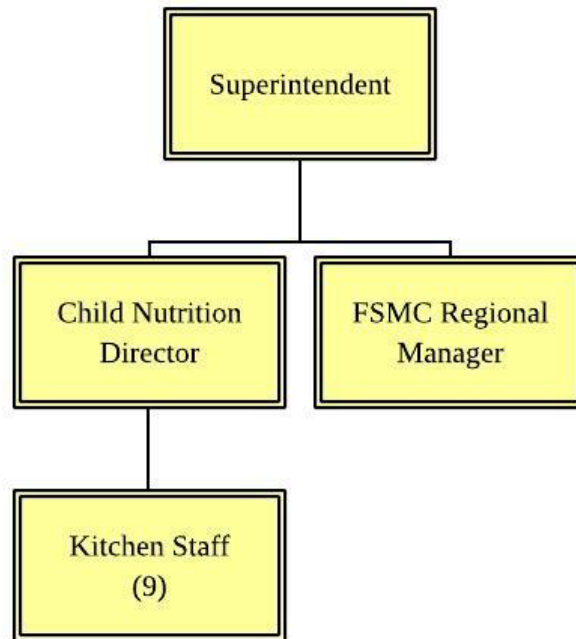 Superintendent
Child Nutrition
Director
FSMC Regional
Manager
Kitchen Staff
(9)